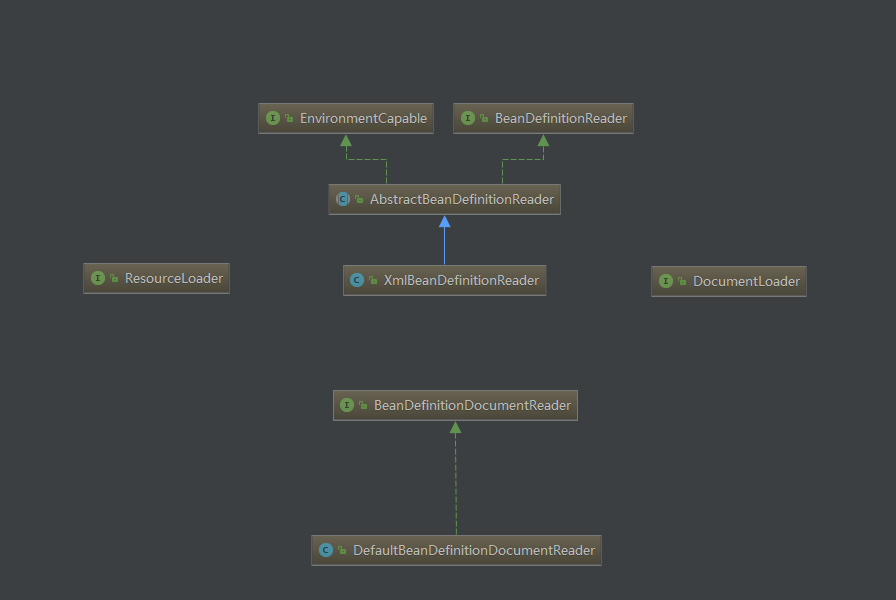 EnvironmentCapable
BeanDefinitionReader
AbstractBeanDefinitionReader
ResourceLoader
XmlBeanDefinitionReader
DocumentLoader
BeanDefinitionDocumentReader
DefaultBeanDefinitionDocumentReader